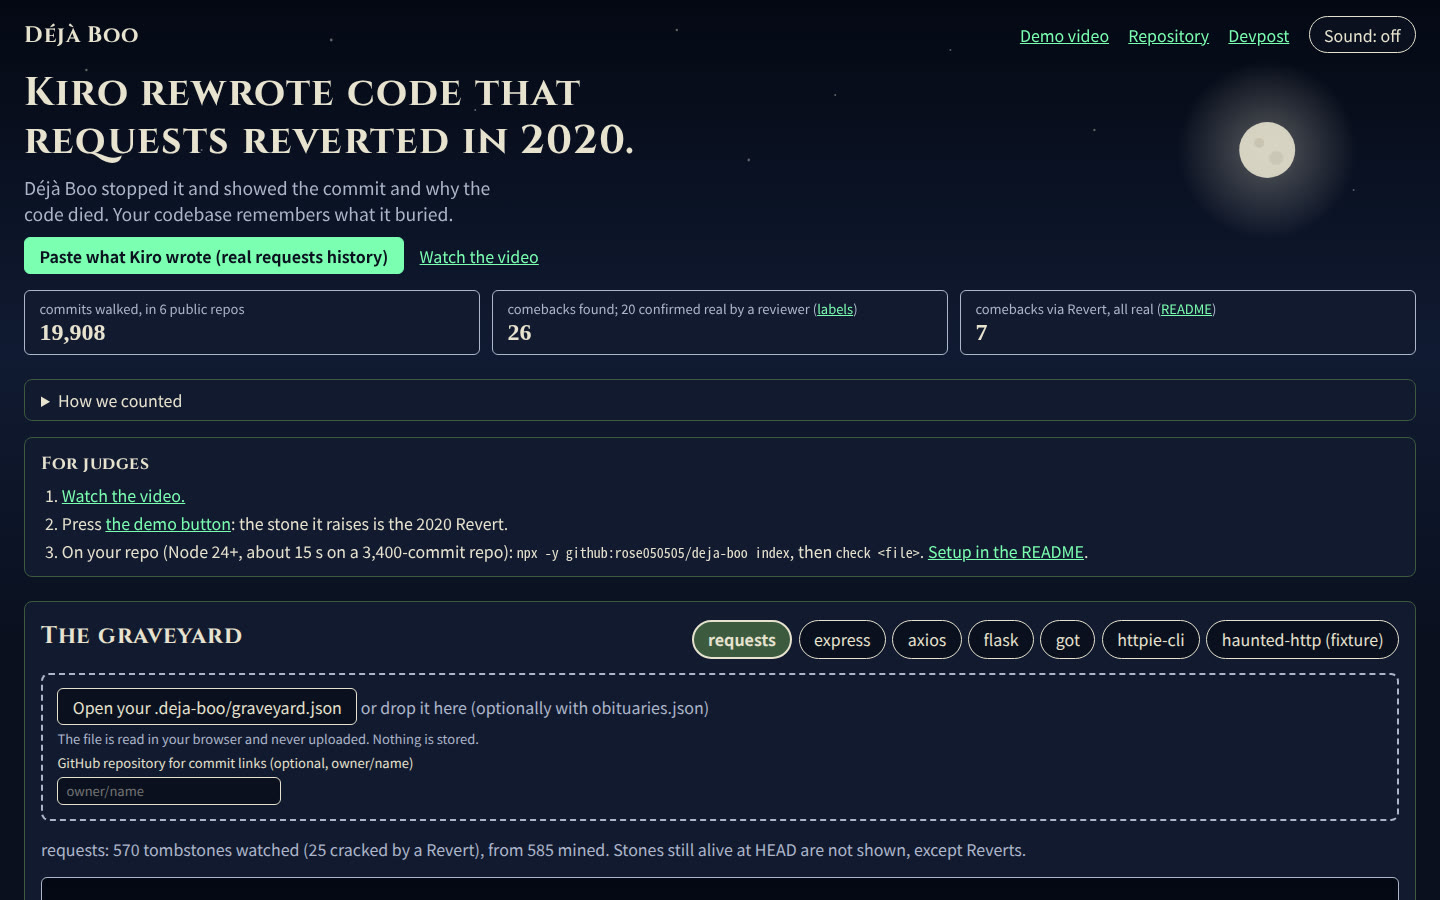 Déjà Boo
Demo video Repository Devpost Sound: off
Kiro rewrote code that
requests reverted in 2020.
Déjà Boo stopped it and showed the commit and why the
code died. Your codebase remembers what it buried.
Paste what Kiro wrote (real requests history) Watch the video
commits walked, in 6 public repos
19,908
comebacks found; 20 confirmed real by a reviewer (labels)
26
comebacks via Revert, all real (README)
7
How we counted
For judges
1. Watch the video.
2. Press the demo button: the stone it raises is the 2020 Revert.
3. On your repo (Node 24+, about 15 s on a 3,400-commit repo): npx -y github:rose050505/deja-boo index, then check <file>. Setup in the README.
The graveyard
requests express axios flask got httpie-cli haunted-http (fixture)
Open your .deja-boo/graveyard.json or drop it here (optionally with obituaries.json)
The file is read in your browser and never uploaded. Nothing is stored.
GitHub repository for commit links (optional, owner/name)
owner/name
requests: 570 tombstones watched (25 cracked by a Revert), from 585 mined. Stones still alive at HEAD are not shown, except Reverts.